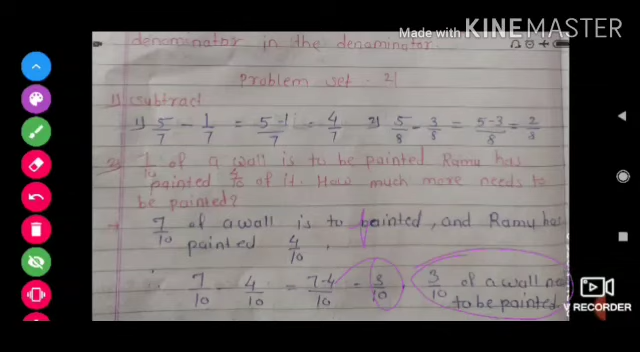 Made with KINEMASTER
denominator in the denominator.
Problem set - 21
1) Subtract
1) 5/7 - 1/7 = 5-1/7 = 4/7 2) 5/8 - 3/8 = 5-3/8 = 2/8
2) 7/10 of a wall is to be painted Ramu has
painted 4/10 of it. How much more needs to
be painted?
→ 7/10 of a wall is to painted, and Ramu has
painted 4/10,
∴ 7/10 - 4/10 = 7-4/10 = 3/10 3/10 of a wall
to be painted.
RECORDER